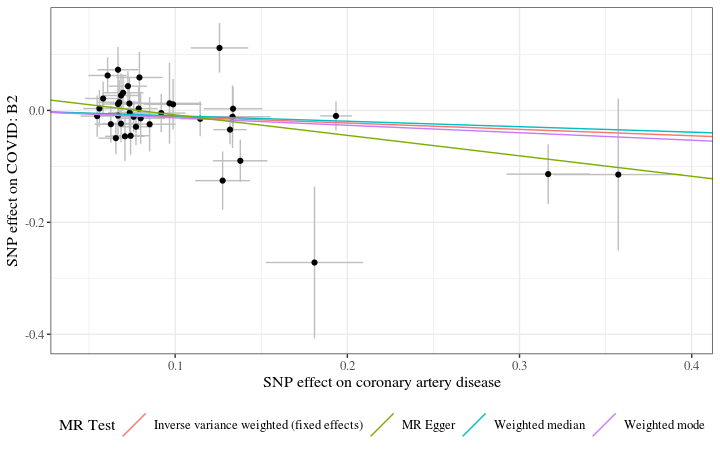 SNP effect on COVID: B2
0.0
-0.2
-0.4
0.1
0.2
0.3
0.4
SNP effect on coronary artery disease
MR Test
Inverse variance weighted (fixed effects)
MR Egger
Weighted median
Weighted mode